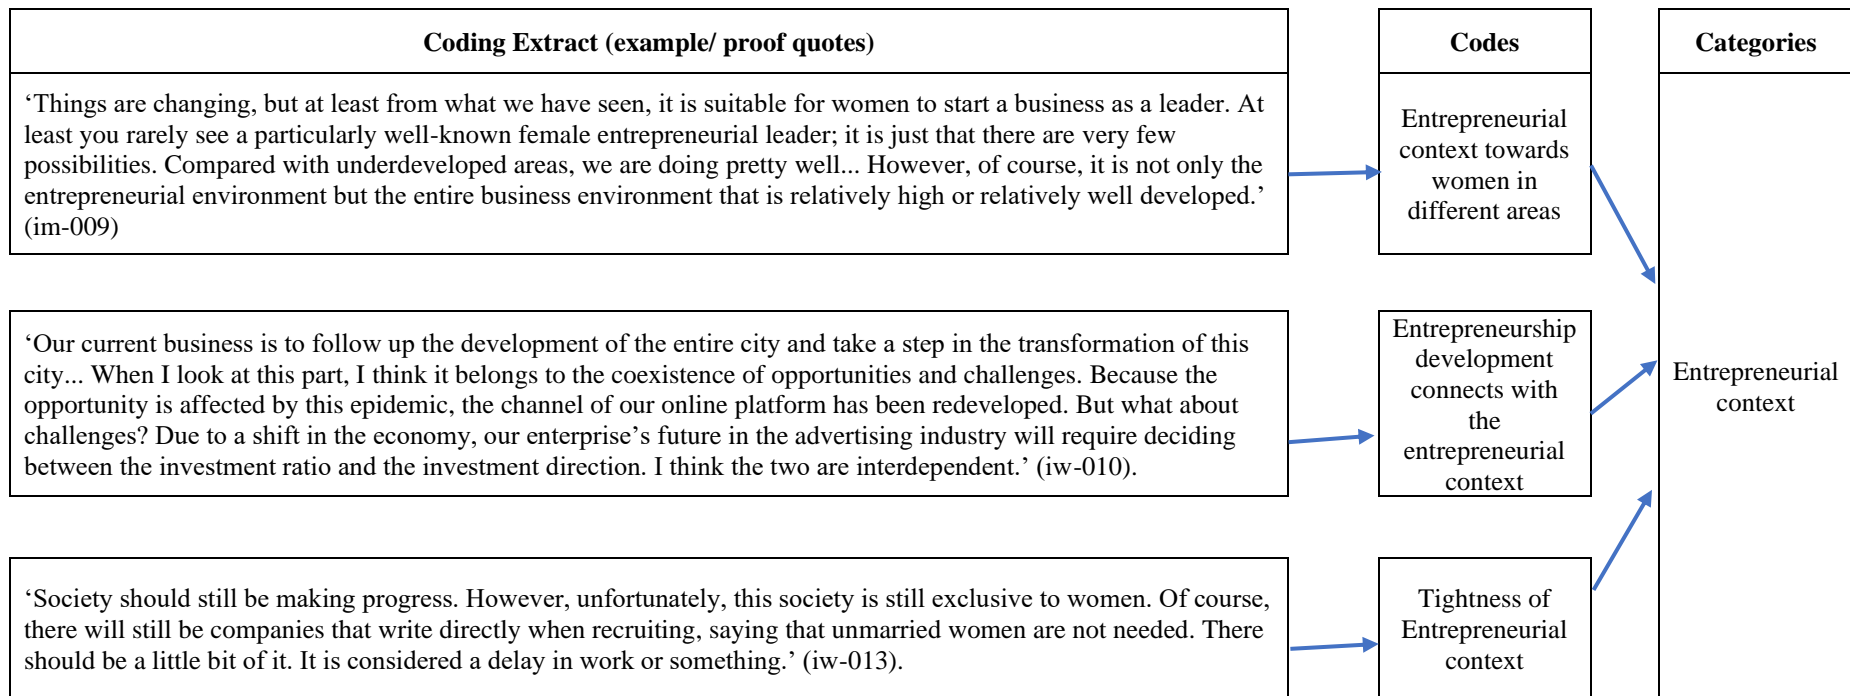 Coding Extract (example/ proof quotes)
Codes
Categories
‘Things are changing, but at least from what we have seen, it is suitable for women to start a business as a leader. At
least you rarely see a particularly well-known female entrepreneurial leader; it is just that there are very few
possibilities. Compared with underdeveloped areas, we are doing pretty well... However, of course, it is not only the
entrepreneurial environment but the entire business environment that is relatively high or relatively well developed.’
(im-009)
Entrepreneurial
context towards
women in
different areas
‘Our current business is to follow up the development of the entire city and take a step in the transformation of this
city... When I look at this part, I think it belongs to the coexistence of opportunities and challenges. Because the
opportunity is affected by this epidemic, the channel of our online platform has been redeveloped. But what about
challenges? Due to a shift in the economy, our enterprise’s future in the advertising industry will require deciding
between the investment ratio and the investment direction. I think the two are interdependent.’ (iw-010).
Entrepreneurship
development
connects with
the
entrepreneurial
context
Entrepreneurial
context
‘Society should still be making progress. However, unfortunately, this society is still exclusive to women. Of course,
there will still be companies that write directly when recruiting, saying that unmarried women are not needed. There
should be a little bit of it. It is considered a delay in work or something.’ (iw-013).
Tightness of
Entrepreneurial
context